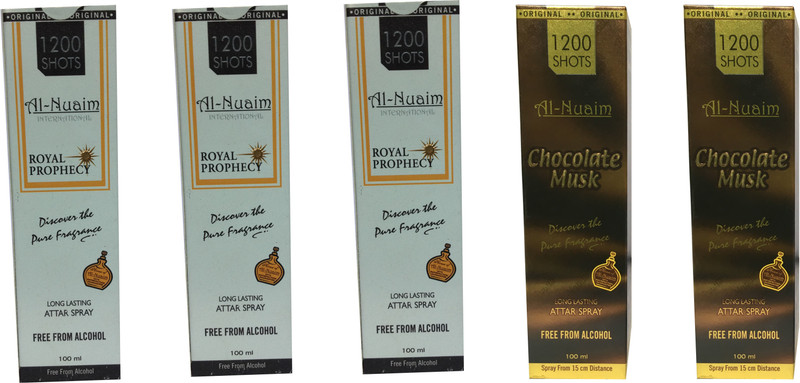 ORIGINAL ORIGINAL
1200
SHOTS
Al-Nuaim
INTERNATIONAL
ROYAL
PROPHECY
Discover the
Pure Fragrance
LONG LASTING
ATTAR SPRAY
FREE FROM ALCOHOL
100 ml
Free From Alcohol
ORIGINAL ORIGINAL
1200
SHOTS
Al-Nuaim
INTERNATIONAL
ROYAL
PROPHECY
Discover the
Pure Fragrance
LONG LASTING
ATTAR SPRAY
FREE FROM ALCOHOL
100 ml
Free From Alcohol
ORIGINAL ORIGINAL
1200
SHOTS
Al-Nuaim
INTERNATIONAL
ROYAL
PROPHECY
Discover the
Pure Fragrance
LONG LASTING
ATTAR SPRAY
FREE FROM ALCOHOL
100 ml
Free From Alcohol
ORIGINAL ** ORIGINAL
1200
SHOTS
Al-Nuaim
Chocolate
Musk
Discover the
Pure Fragrance
LONG LASTING
ATTAR SPRAY
FREE FROM ALCOHOL
100 ml
Spray From 15 cm Distance
ORIGINAL ** ORIGINAL
1200
SHOTS
Al-Nuaim
Chocolate
Musk
Discover the
Pure Fragrance
LONG LASTING
ATTAR SPRAY
FREE FROM ALCOHOL
100 ml
Spray From 15 cm Distance